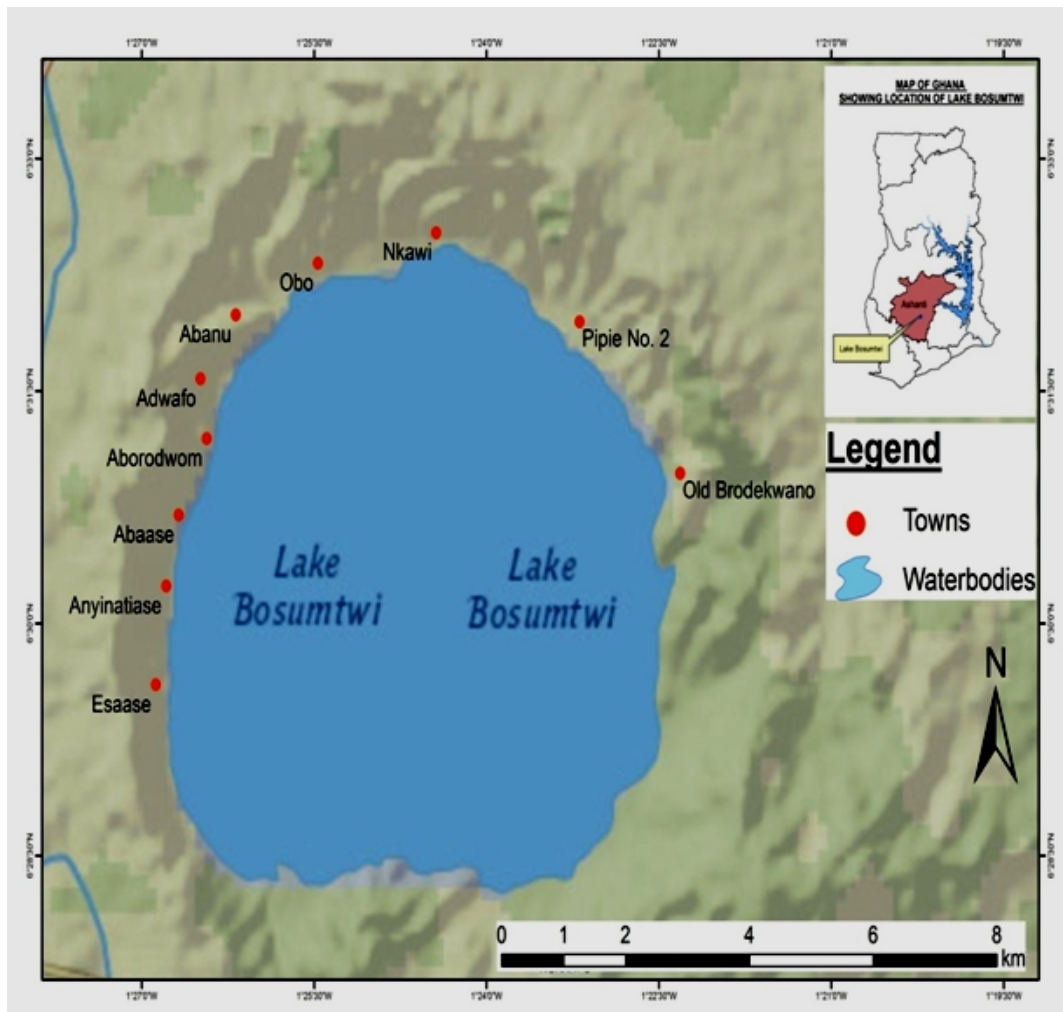 1°27'0"W 1°25'30"W 1°24'0"W 1°22'30"W 1°21'0"W 1°19'30"W
MAP OF GHANA
SHOWING LOCATION OF LAKE BOSUMTWI
Ashanti
Lake Bosumtwi
Nkawi
Obo
Abanu
Pipie No. 2
Adwafo
Aborodwom
Old Brodekwano
Abaase
Anyinatiase
Esaase
Lake
Bosumtwi
Lake
Bosumtwi
Legend
Towns
Waterbodies
N
0 1 2 4 6 8
km
1°27'0"W 1°25'30"W 1°24'0"W 1°22'30"W 1°21'0"W 1°19'30"W